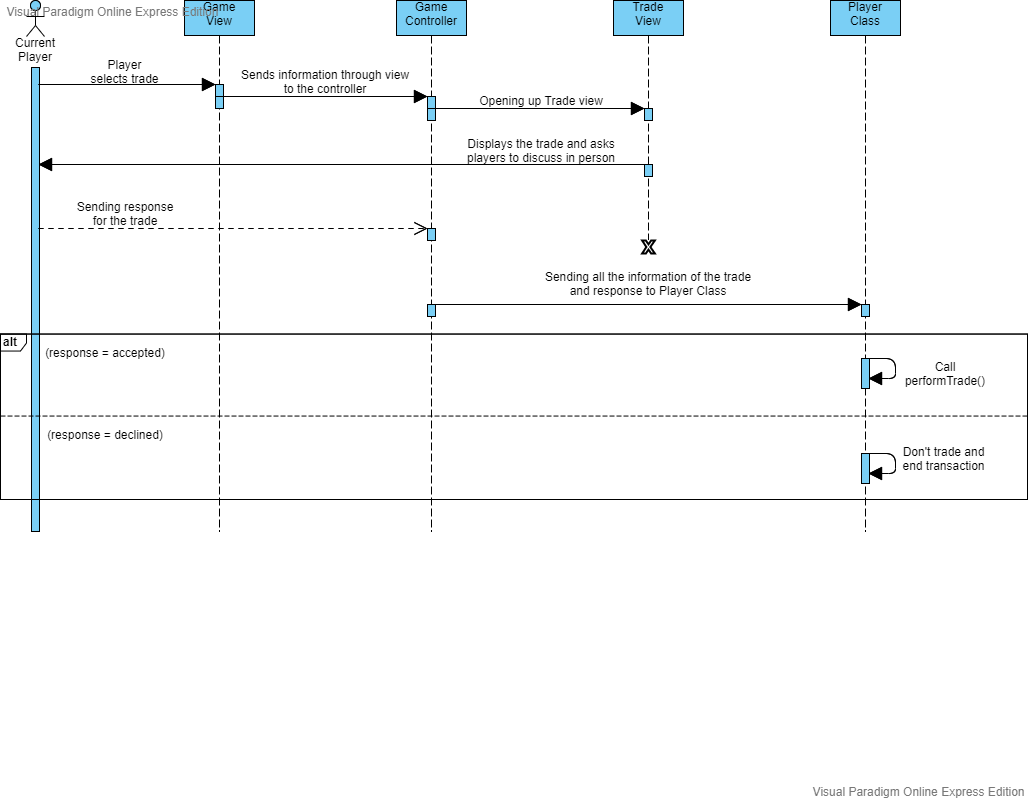 Visual Paradigm Online Express Edition
Game
View
Game
Controller
Trade
View
Player
Class
Current
Player
Player
selects trade
Sends information through view
to the controller
Opening up Trade view
Displays the trade and asks
players to discuss in person
Sending response
for the trade
Sending all the information of the trade
and response to Player Class
alt
(response = accepted)
Call
performTrade()
(response = declined)
Don't trade and
end transaction
Visual Paradigm Online Express Edition